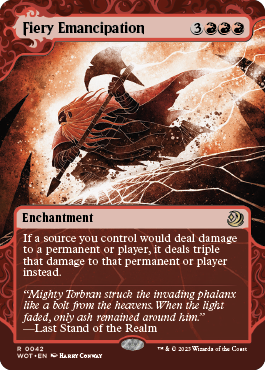 Fiery Emancipation 3
Enchantment
If a source you control would deal damage
to a permanent or player, it deals triple
that damage to that permanent or player
instead.
“Mighty Torbran struck the invading phalanx
like a bolt from the heavens. When the light
faded, only ash remained around him.”
—Last Stand of the Realm
R 0042
WOT • EN Harry Conway
™ & © 2023 Wizards of the Coast